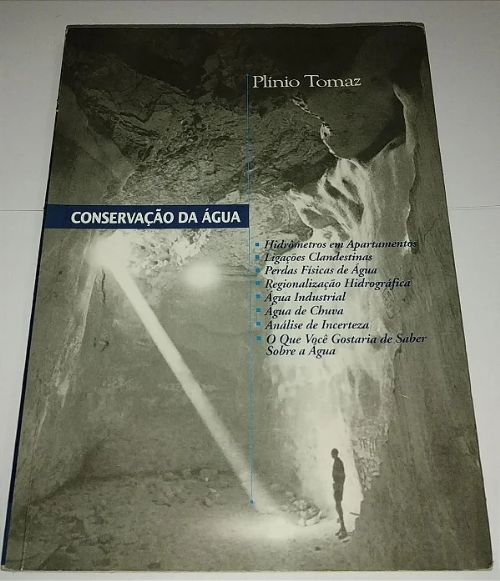 Plínio Tomaz
CONSERVAÇÃO DA ÁGUA
Hidrômetros em Apartamentos
Ligações Clandestinas
Perdas Físicas de Água
Regionalização Hidrográfica
Água Industrial
Água de Chuva
Análise de Incerteza
O Que Você Gostaria de Saber
Sobre a Água